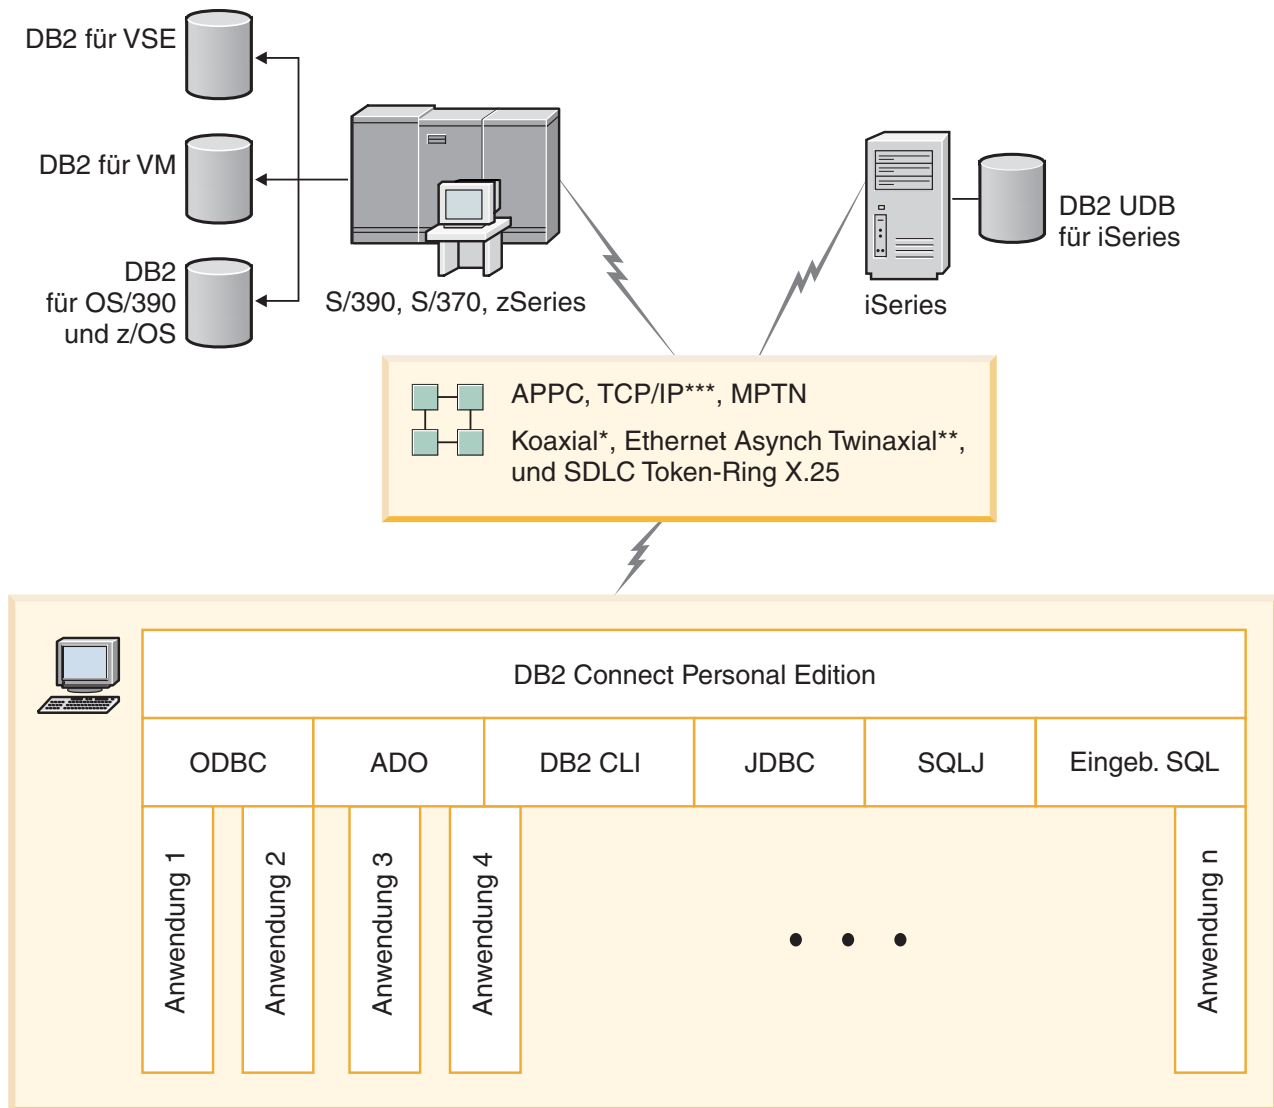 DB2 für VSE
DB2 für VM
DB2
für OS/390
und z/OS
S/390, S/370, zSeries
iSeries
DB2 UDB
für iSeries
APPC, TCP/IP***, MPTN
Koaxial*, Ethernet Asynch Twinaxial**,
und SDLC Token-Ring X.25
DB2 Connect Personal Edition
ODBC
ADO
DB2 CLI
JDBC
SQLJ
Eingeb. SQL
Anwendung 1
Anwendung 2
Anwendung 3
Anwendung 4
Anwendung n